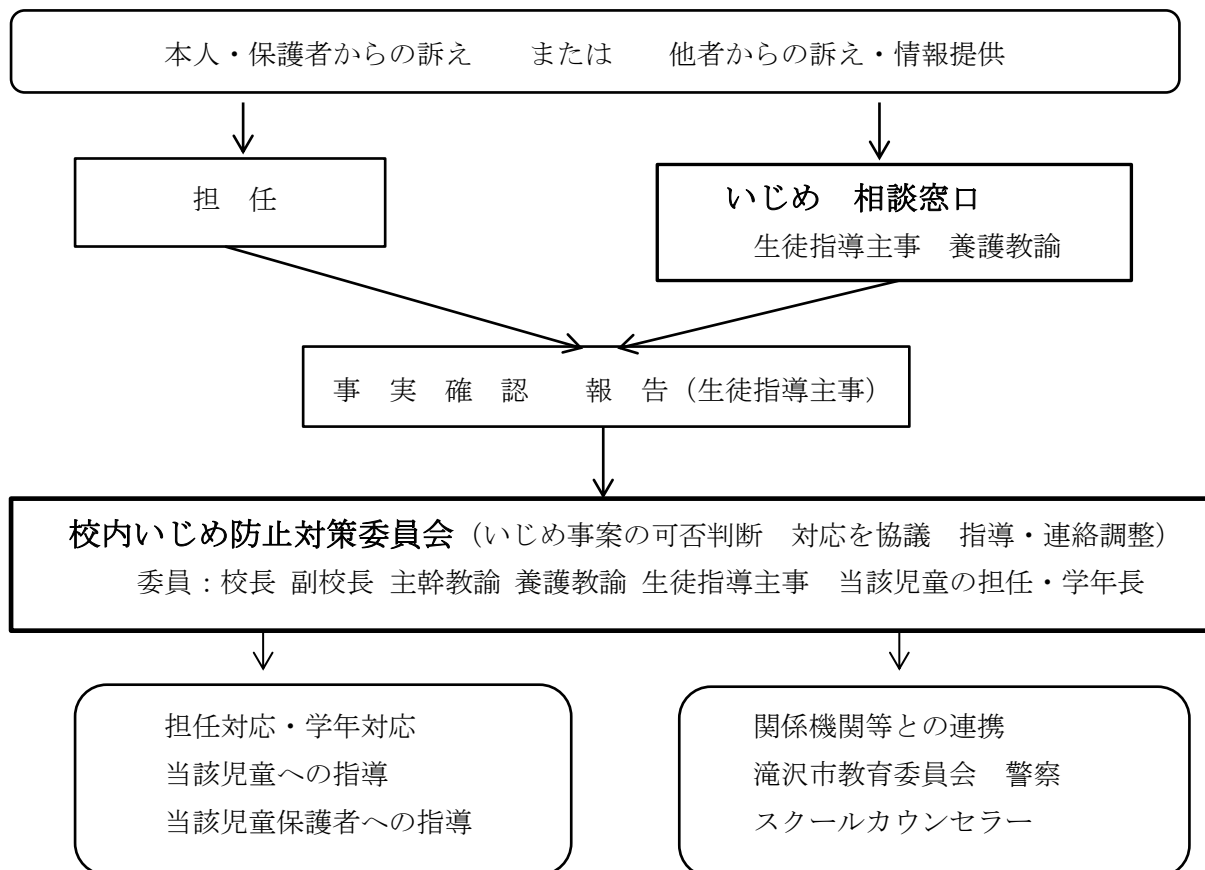 本人・保護者からの訴え　　または　　他者からの訴え・情報提供
担　任
いじめ　相談窓口
生徒指導主事　養護教諭
事　実　確　認　　報　告（生徒指導主事）
校内いじめ防止対策委員会（いじめ事案の可否判断　対応を協議　指導・連絡調整）
委員：校長 副校長 主幹教諭 養護教諭 生徒指導主事　当該児童の担任・学年長
担任対応・学年対応
当該児童への指導
当該児童保護者への指導
関係機関等との連携
滝沢市教育委員会　警察
スクールカウンセラー